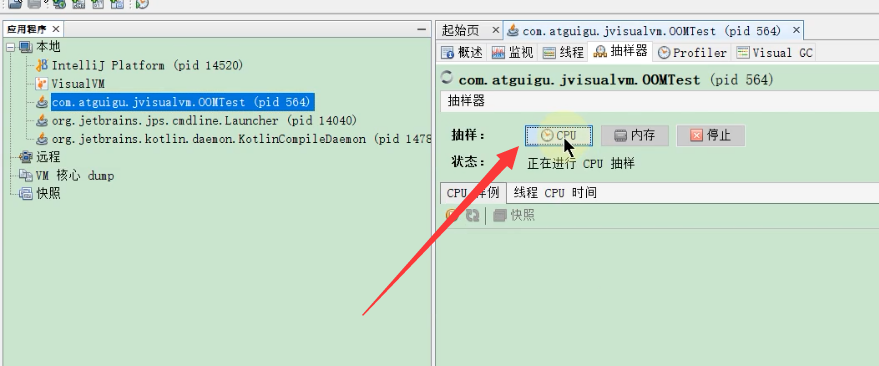 应用程序 ×
本地
IntelliJ Platform (pid 14520)
VisualVM
com.atguigu.jvisualvm.OOMTest (pid 564)
org.jetbrains.jps.cmdline.Launcher (pid 14040)
org.jetbrains.kotlin.daemon.KotlinCompileDaemon (pid 1478
远程
VM 核心 dump
快照
起始页 × com.atguigu.jvisualvm.OOMTest (pid 564) ×
概述 监视 线程 抽样器 Profiler Visual GC
com.atguigu.jvisualvm.OOMTest (pid 564)
抽样器
抽样： CPU 内存 停止
状态： 正在进行 CPU 抽样
CPU 样例 线程 CPU 时间
快照